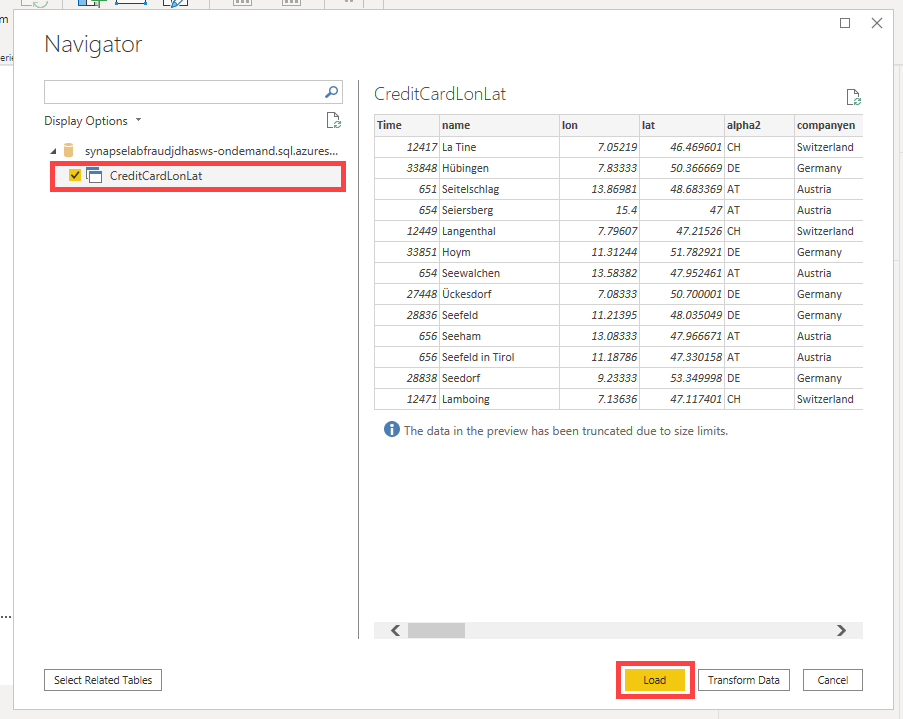 m
erie
Navigator
Display Options
synapselabfraudjdhasws-ondemand.sql.azures...
CreditCardLonLat
CreditCardLonLat
Time name lon lat alpha2 companyen
12417 La Tine 7.05219 46.469601 CH Switzerland
33848 Hübingen 7.83333 50.366669 DE Germany
651 Seitelschlag 13.86981 48.683369 AT Austria
654 Seiersberg 15.4 47 AT Austria
12449 Langenthal 7.79607 47.21526 CH Switzerland
33851 Hoym 11.31244 51.782921 DE Germany
654 Seewalchen 13.58382 47.952461 AT Austria
27448 Ückesdorf 7.08333 50.700001 DE Germany
28836 Seefeld 11.21395 48.035049 DE Germany
656 Seeham 13.08333 47.966671 AT Austria
656 Seefeld in Tirol 11.18786 47.330158 AT Austria
28838 Seedorf 9.23333 53.349998 DE Germany
12471 Lamboing 7.13636 47.117401 CH Switzerland
The data in the preview has been truncated due to size limits.
...
Select Related Tables
Load
Transform Data
Cancel